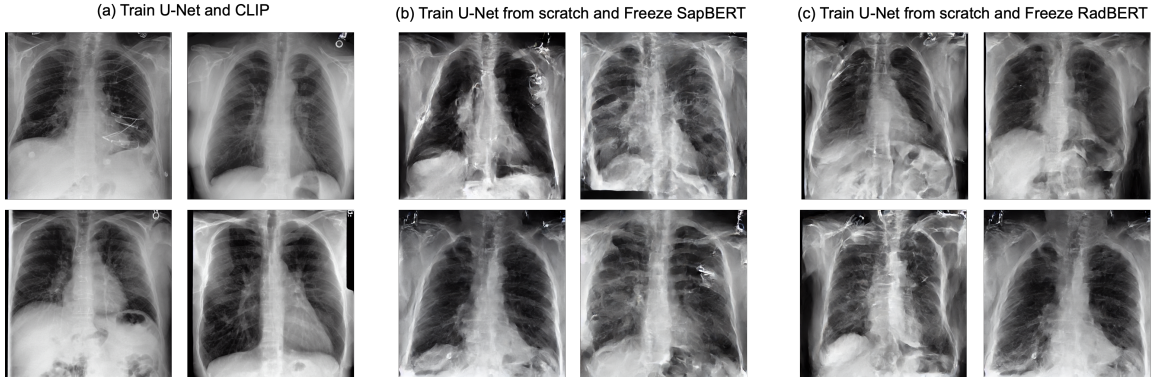 (a) Train U-Net and CLIP
(b) Train U-Net from scratch and Freeze SapBERT
(c) Train U-Net from scratch and Freeze RadBERT